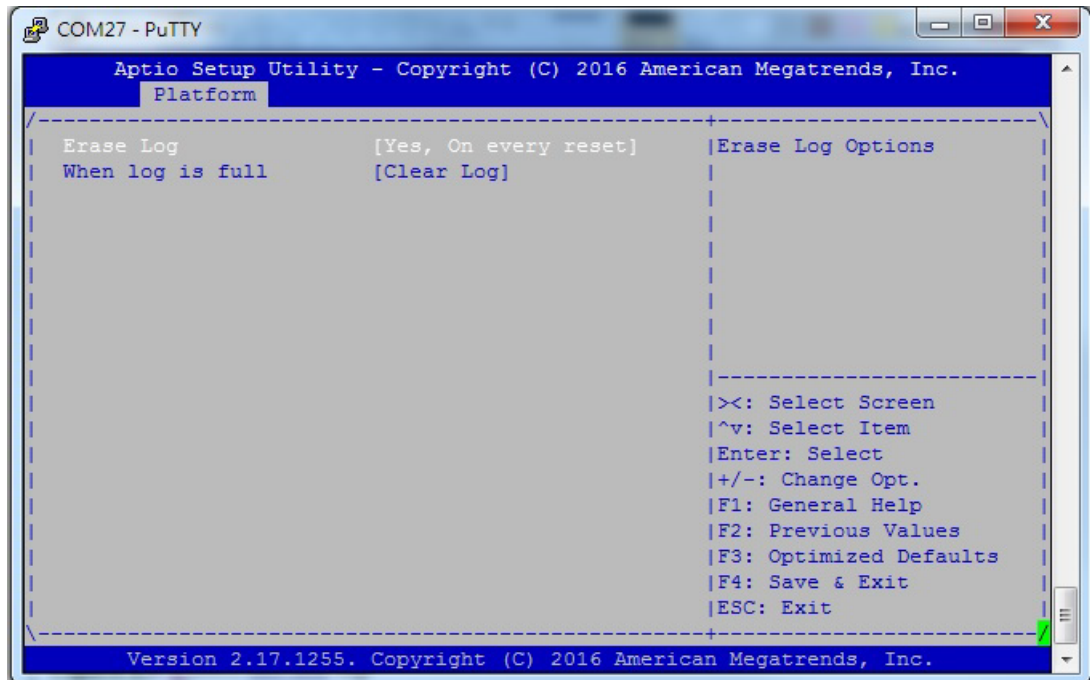 COM27 - PuTTY
Aptio Setup Utility - Copyright (C) 2016 American Megatrends, Inc.
Platform
/----------------------------------------------------+-------------------------\
| Erase Log [Yes, On every reset] |Erase Log Options |
| When log is full [Clear Log] | |
|-------------------------|
|><: Select Screen |
|^v: Select Item |
|Enter: Select |
|+/-: Change Opt. |
|F1: General Help |
|F2: Previous Values |
|F3: Optimized Defaults |
|F4: Save & Exit |
|ESC: Exit |
\----------------------------------------------------+-------------------------/
Version 2.17.1255. Copyright (C) 2016 American Megatrends, Inc.